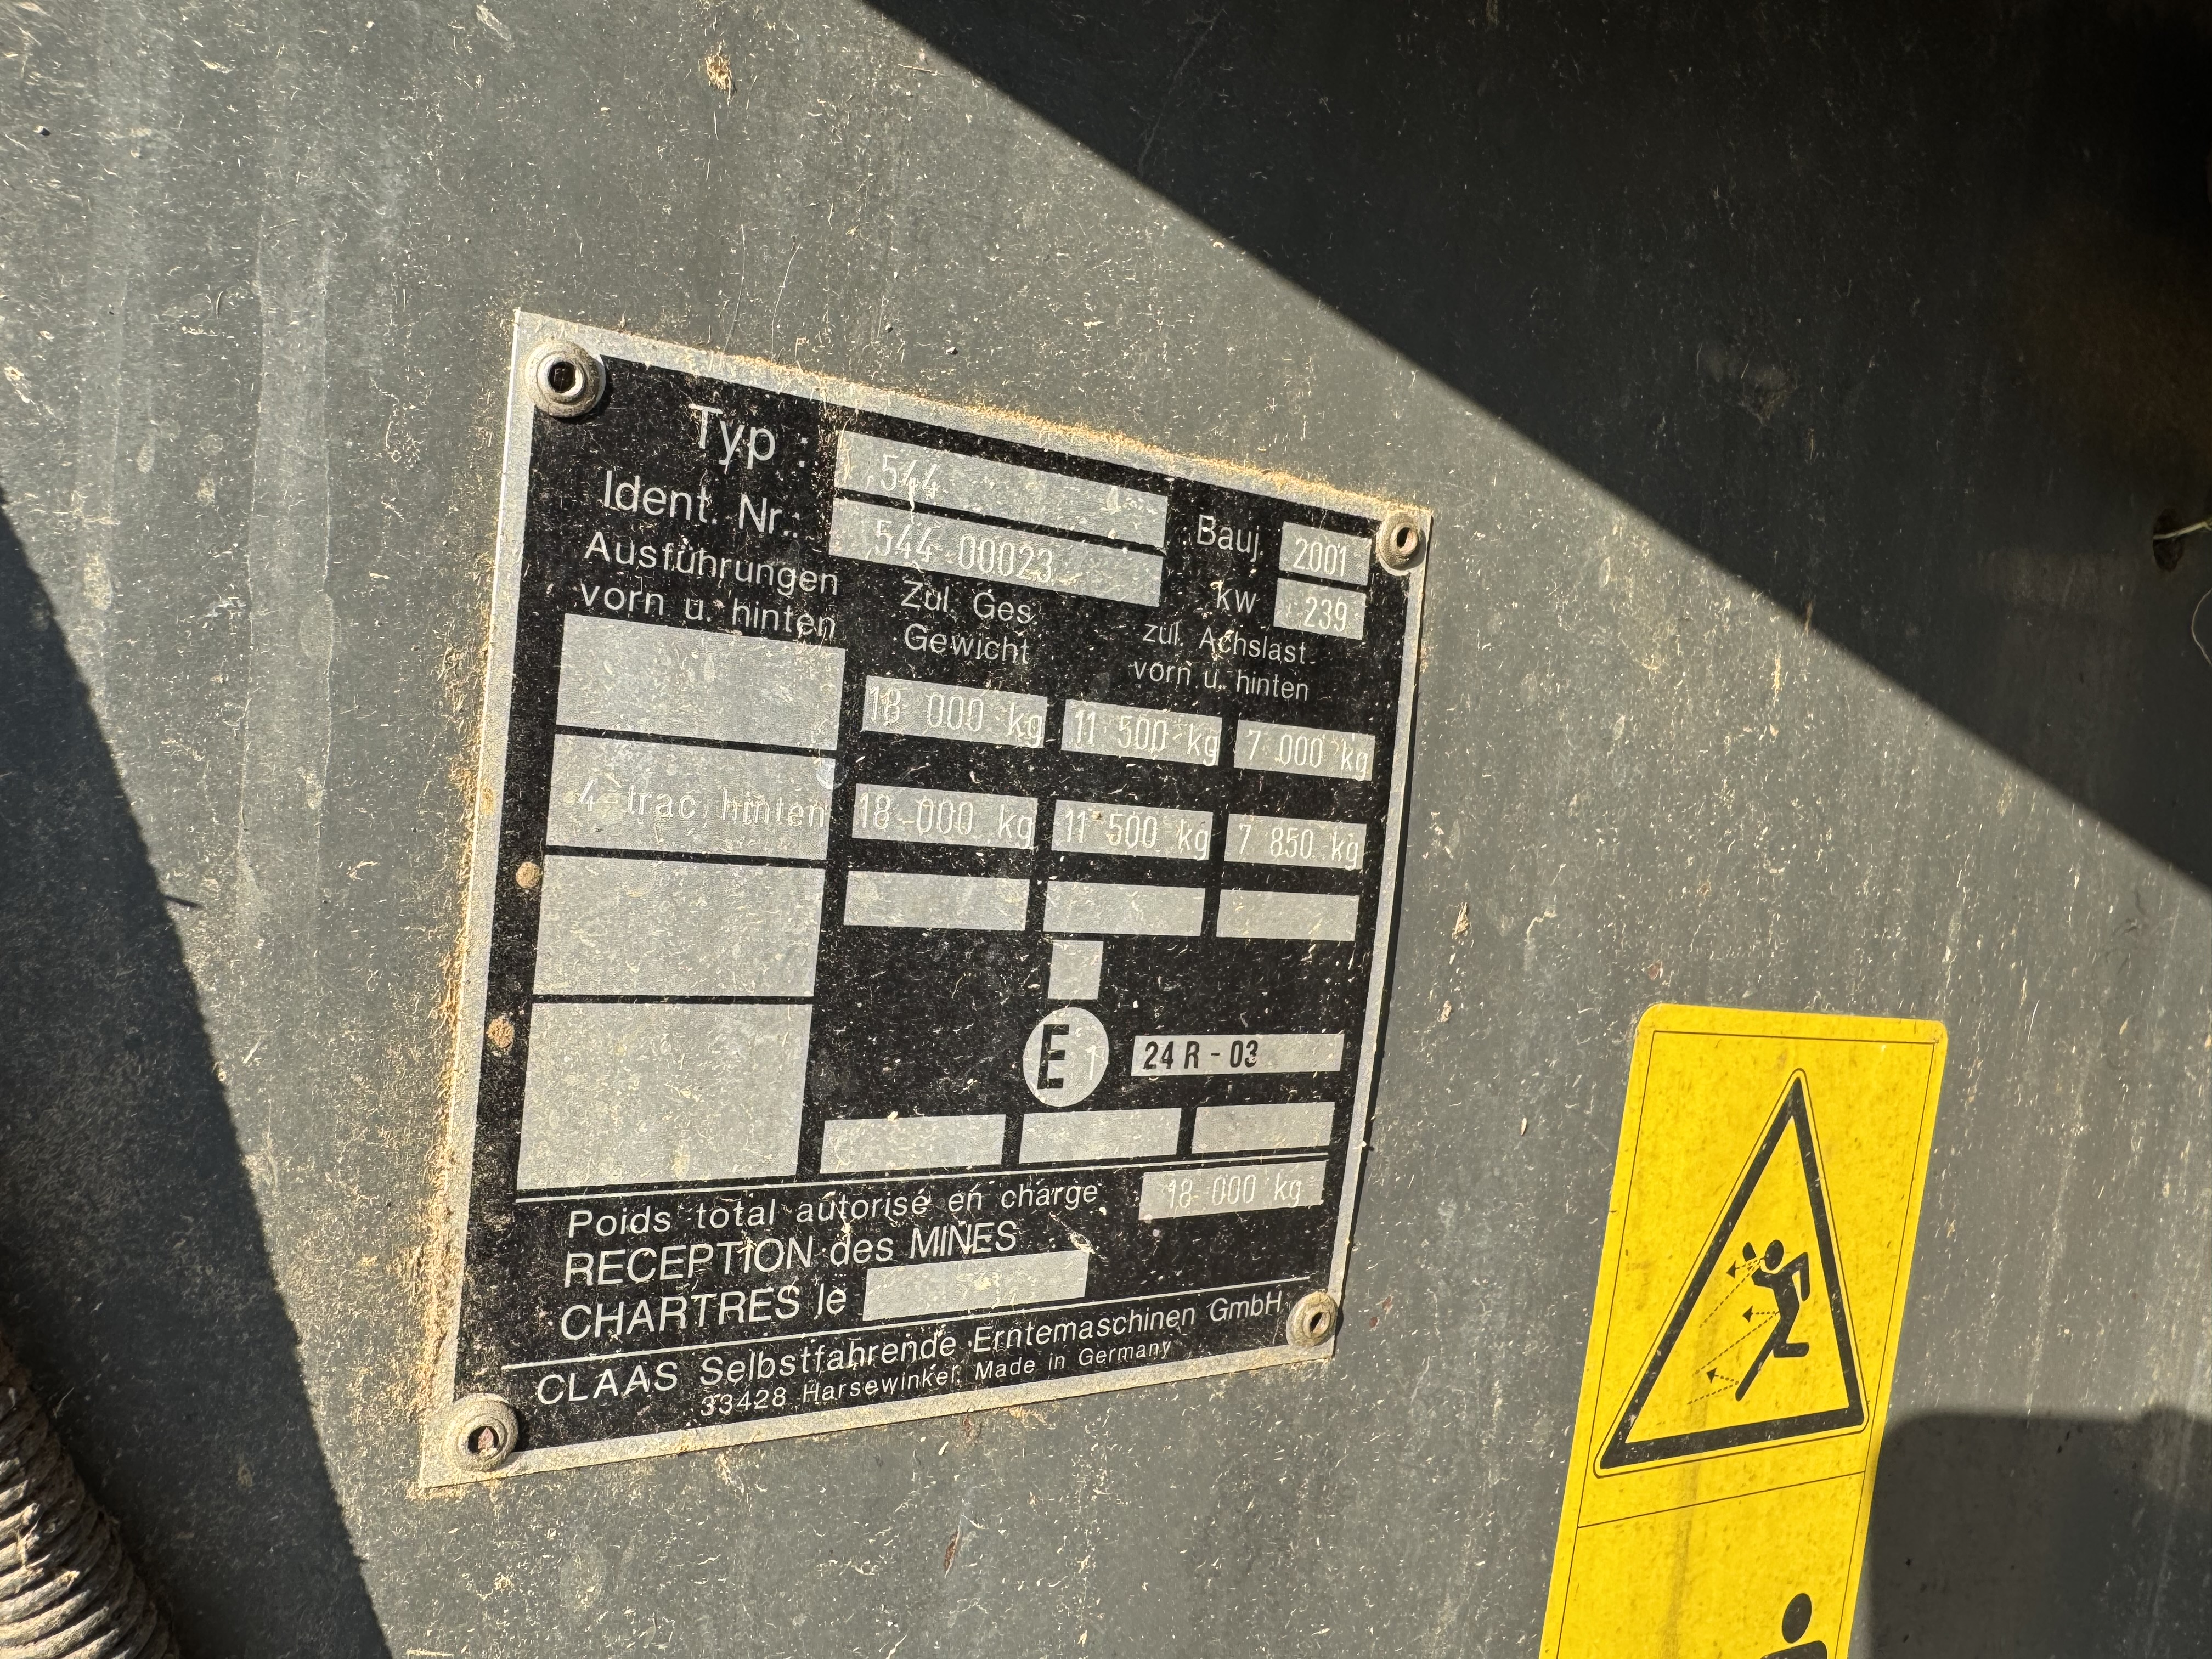 Typ : 544
Ident. Nr.: 544 00023
Bauj. 2001
kw 239
Ausführungen
vorn u. hinten
Zul. Ges.
Gewicht
zul. Achslast
vorn u. hinten
18 000 kg 11 500 kg 7 000 kg
4-trac hinten 18 000 kg 11 500 kg 7 850 kg
E 1 24 R - 03
Poids total autorisé en charge 18 000 kg
RECEPTION des MINES
CHARTRES le
CLAAS Selbstfahrende Erntemaschinen GmbH
33428 Harsewinkel, Made in Germany